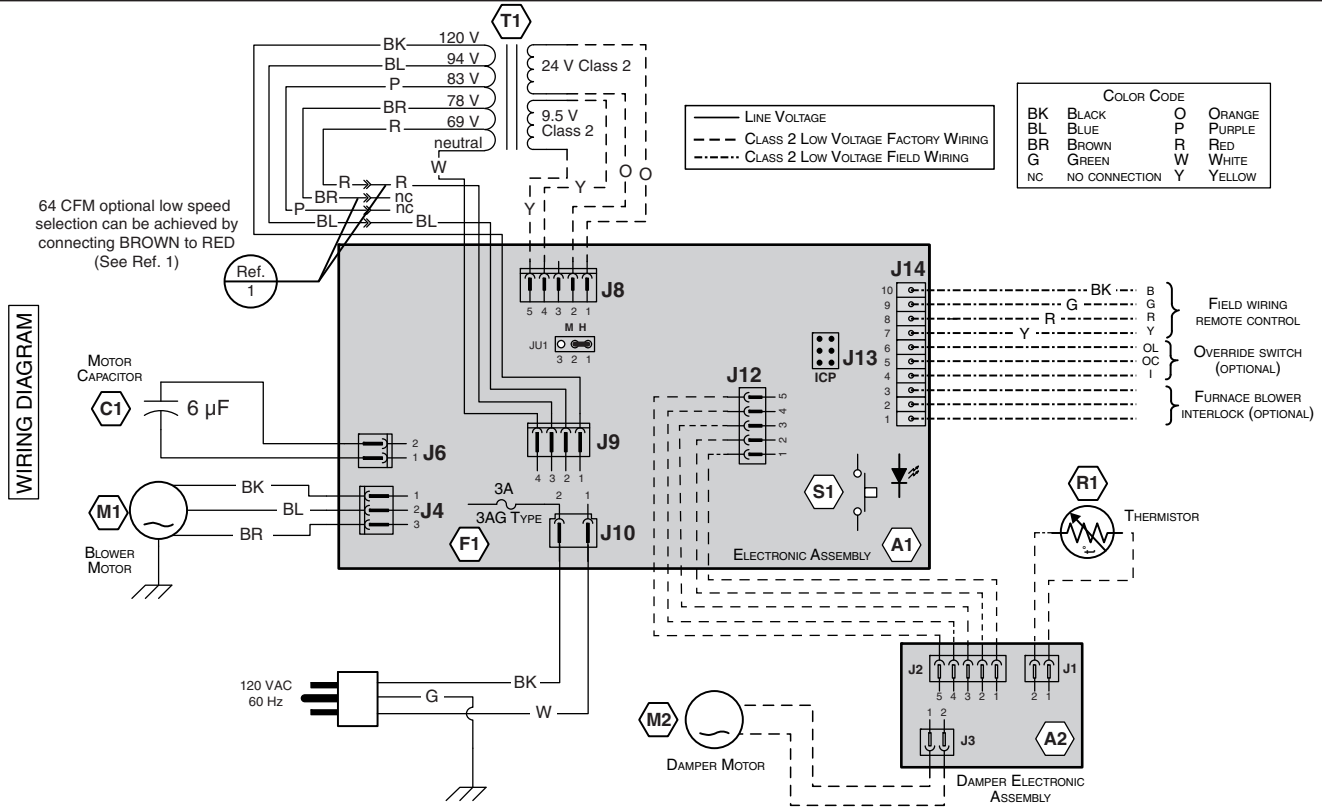 WIRING DIAGRAM
T1
BK 120 V
BL 94 V
P 83 V
BR 78 V
R 69 V
neutral
W
24 V Class 2
9.5 V
Class 2
O O
Y
Y
R R
BR nc
P nc
BL BL
64 CFM optional low speed
selection can be achieved by
connecting BROWN to RED
(See Ref. 1)
Ref.
1
LINE VOLTAGE
CLASS 2 LOW VOLTAGE FACTORY WIRING
CLASS 2 LOW VOLTAGE FIELD WIRING
COLOR CODE
BK BLACK O ORANGE
BL BLUE P PURPLE
BR BROWN R RED
G GREEN W WHITE
NC NO CONNECTION Y YELLOW
J8
5 4 3 2 1
M H
JU1
3 2 1
J9
4 3 2 1
J13
ICP
J12
5
4
3
2
1
J14
10 BK B
9 G G
8 R R
7 Y Y
6 OL
5 OC
4 I
3
2
1
FIELD WIRING
REMOTE CONTROL
OVERRIDE SWITCH
(OPTIONAL)
FURNACE BLOWER
INTERLOCK (OPTIONAL)
MOTOR
CAPACITOR
C1
6 µF
2
1
J6
M1
BLOWER
MOTOR
BK
BL
BR
1
2
3
J4
3A
3AG TYPE
F1
2 1
J10
S1
ELECTRONIC ASSEMBLY
A1
R1
THERMISTOR
t°
120 VAC
60 Hz
BK
G
W
M2
DAMPER MOTOR
J2
5 4 3 2 1
J1
2 1
1 2
J3
A2
DAMPER ELECTRONIC
ASSEMBLY